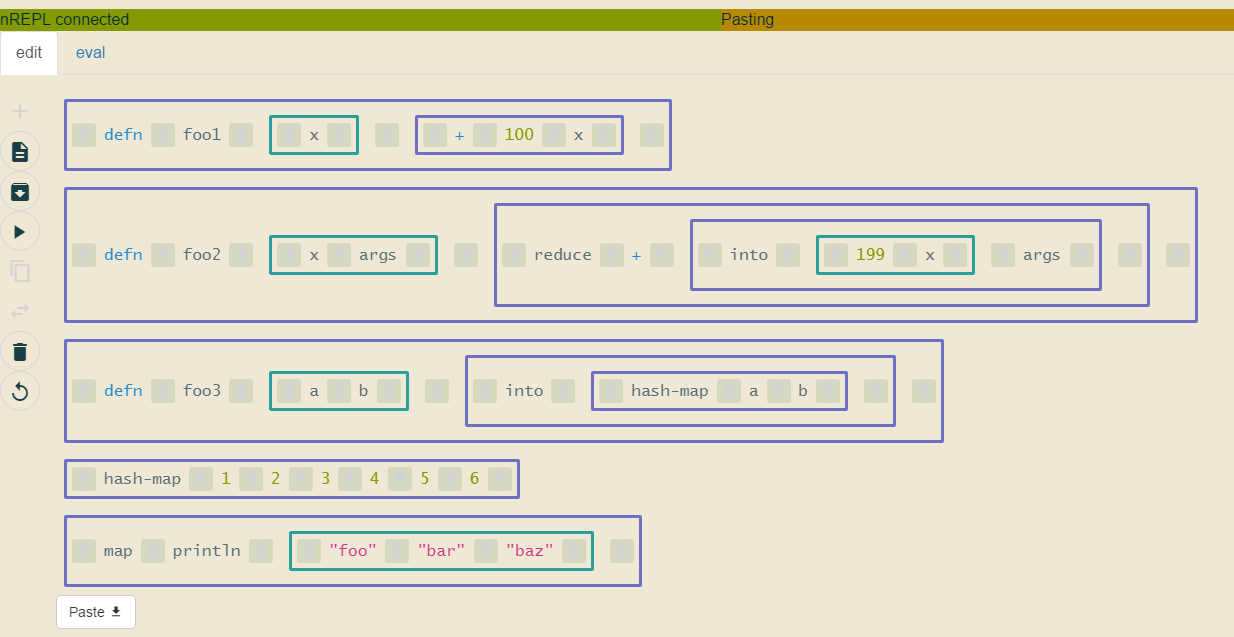 nREPL connected Pasting
edit eval
defn foo1 x + 100 x
defn foo2 x args reduce + into 199 x args
defn foo3 a b into hash-map a b
hash-map 1 2 3 4 5 6
map println "foo" "bar" "baz"
Paste